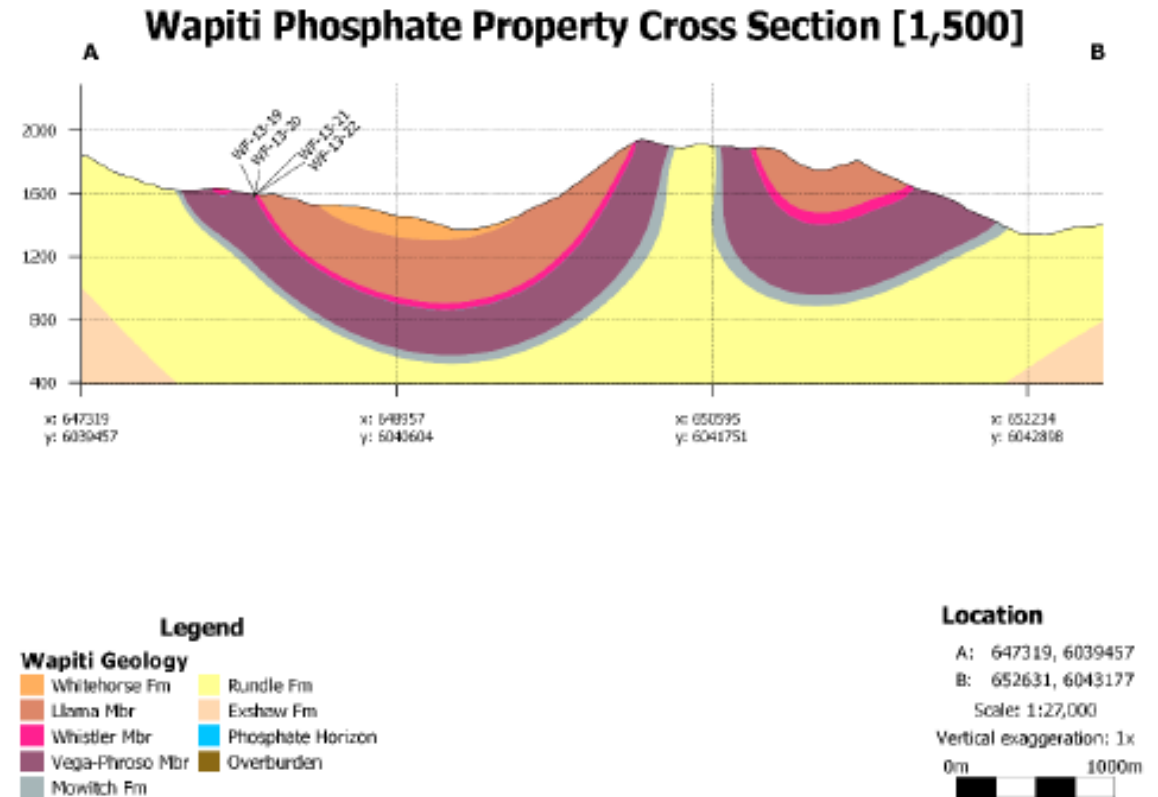 Wapiti Phosphate Property Cross Section [1,500]
A
B
WF-13-19
WF-13-20
WF-13-21
WF-13-22
2000
1600
1200
800
400
x: 647319
y: 6039457
x: 648957
y: 6040604
x: 650595
y: 6041751
x: 652234
y: 6042898
Legend
Wapiti Geology
Whitehorse Fm
Llama Mbr
Whistler Mbr
Vega-Phroso Mbr
Mowitch Fm
Rundle Fm
Exshaw Fm
Phosphate Horizon
Overburden
Location
A: 647319, 6039457
B: 652631, 6043177
Scale: 1:27,000
Vertical exaggeration: 1x
0m 1000m